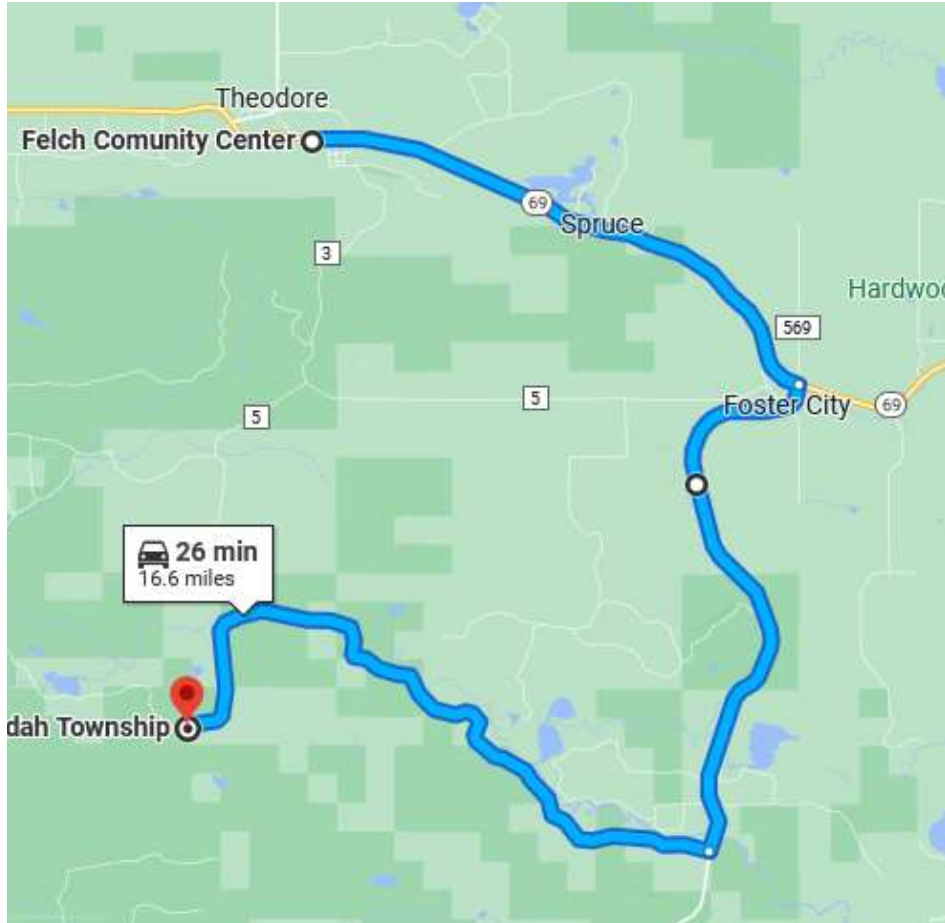 Theodore
Felch Comunity Center
69
Spruce
3
Hardwoo
569
5
5
Foster City
69
26 min
16.6 miles
dah Township